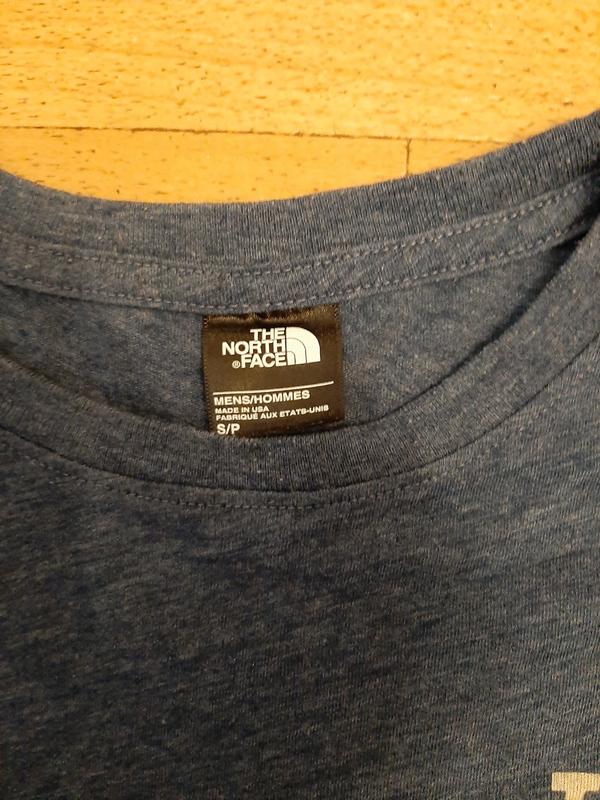 THE
NORTH
FACE
®
MENS/HOMMES
MADE IN USA
FABRIQUÉ AUX ETATS-UNIS
S/P
T